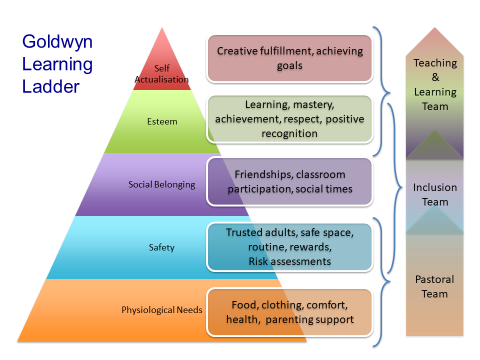 Goldwyn
Learning
Ladder
Self
Actualisation
Creative fulfillment, achieving
goals
Esteem
Learning, mastery,
achievement, respect, positive
recognition
Social Belonging
Friendships, classroom
participation, social times
Safety
Trusted adults, safe space,
routine, rewards,
Risk assessments
Physiological Needs
Food, clothing, comfort,
health, parenting support
Teaching
&
Learning
Team
Inclusion
Team
Pastoral
Team